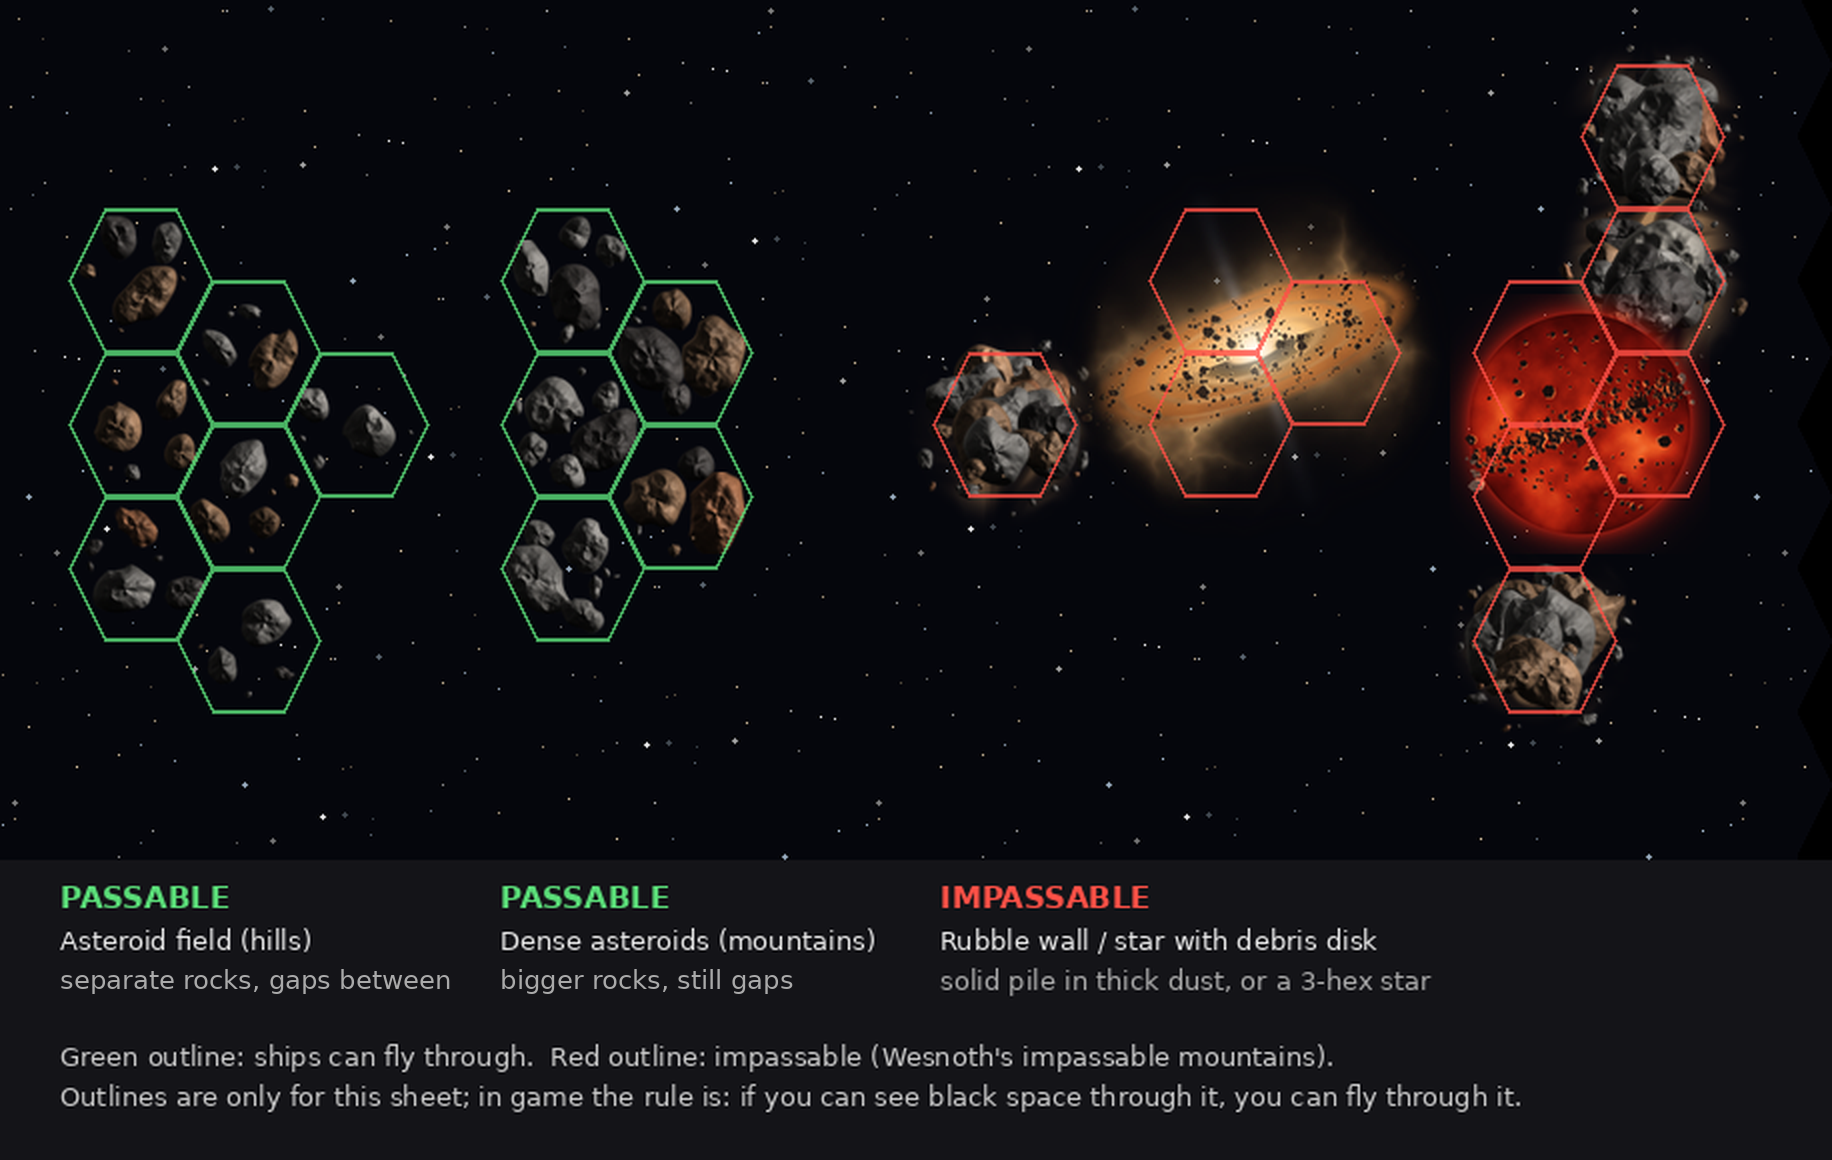 PASSABLE
Asteroid field (hills)
separate rocks, gaps between
PASSABLE
Dense asteroids (mountains)
bigger rocks, still gaps
IMPASSABLE
Rubble wall / star with debris disk
solid pile in thick dust, or a 3-hex star
Green outline: ships can fly through.  Red outline: impassable (Wesnoth's impassable mountains).
Outlines are only for this sheet; in game the rule is: if you can see black space through it, you can fly through it.